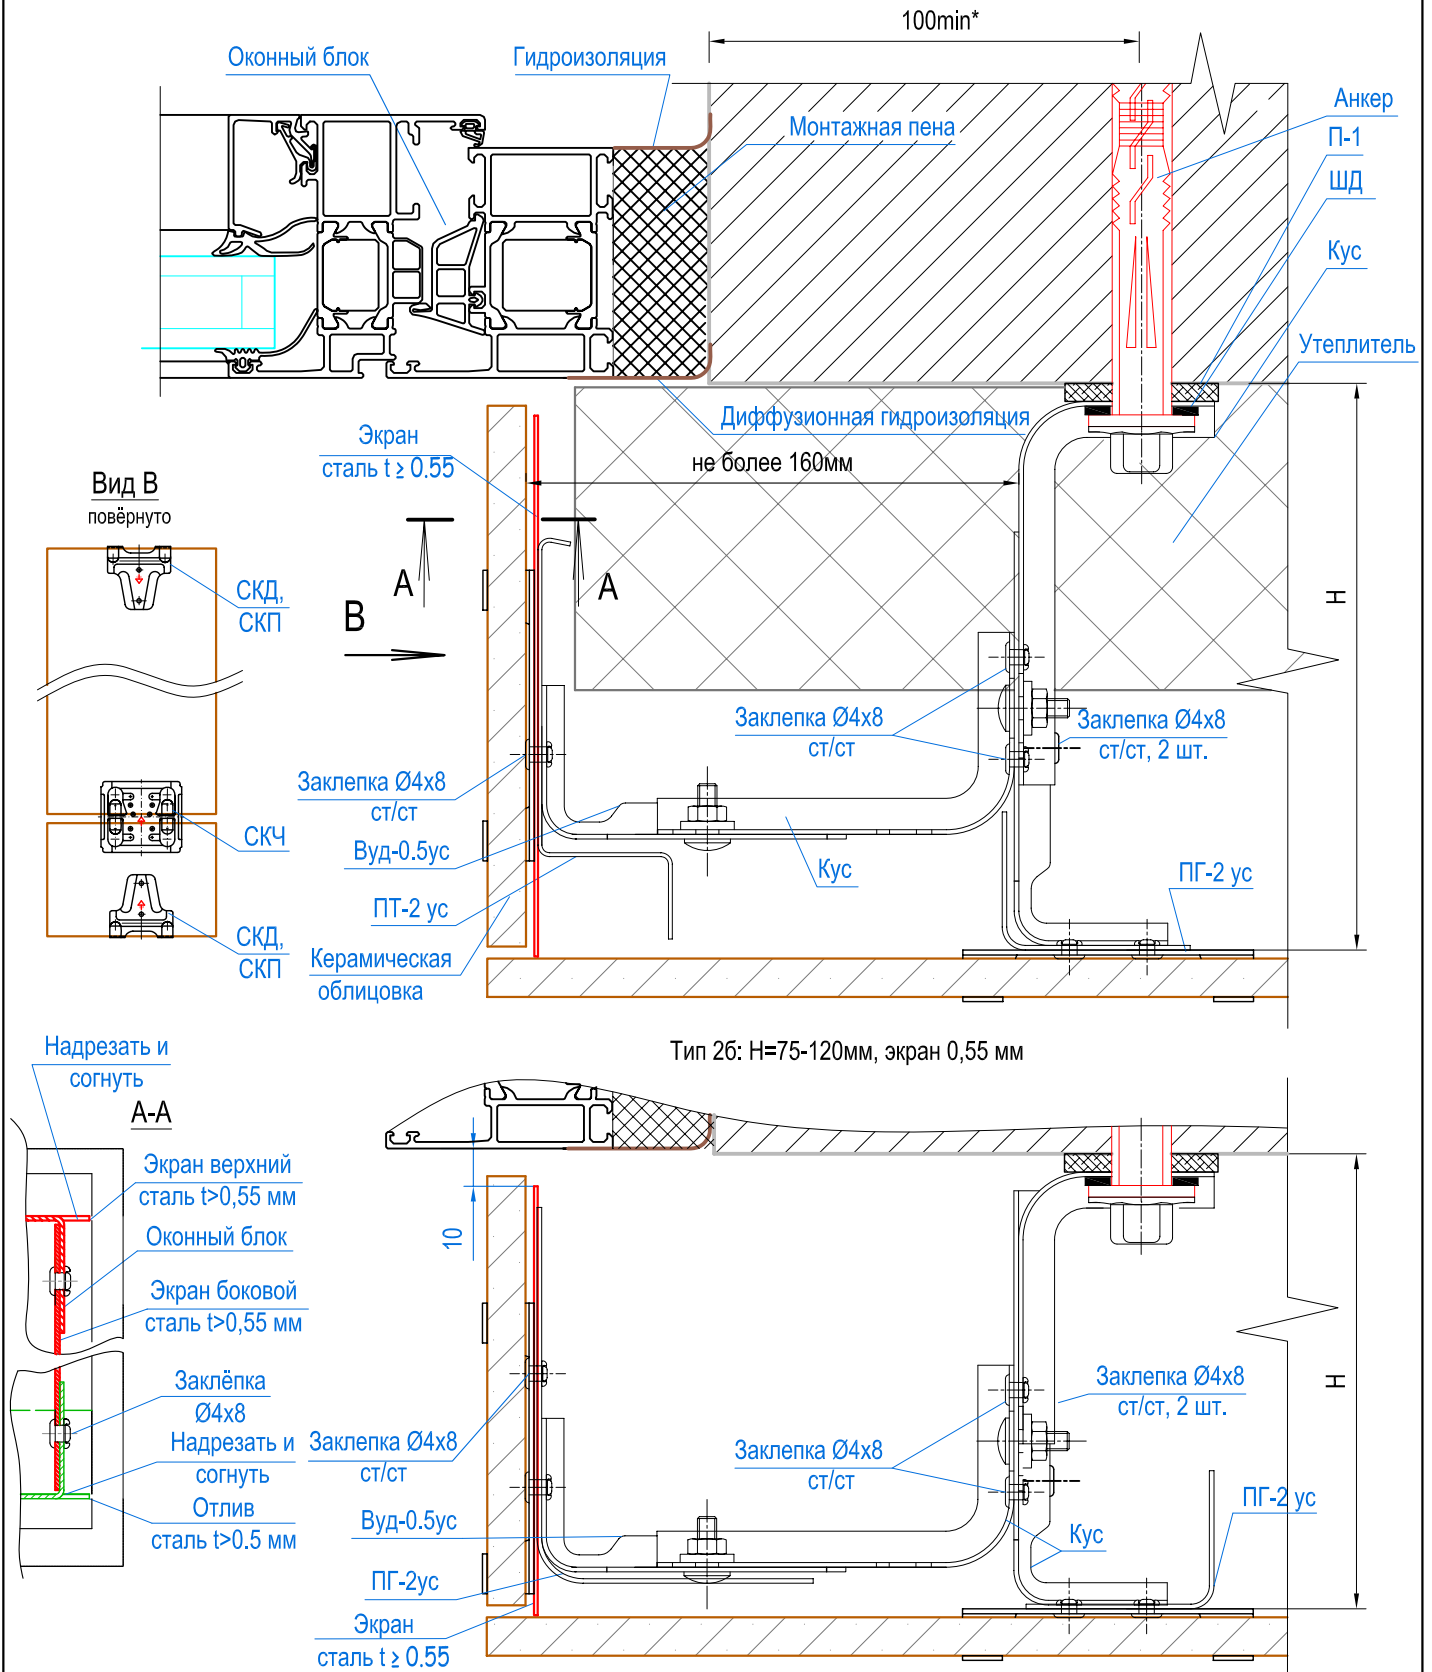 100min*
Оконный блок
Гидроизоляция
Монтажная пена
Анкер
П-1
ШД
Кус
Утеплитель
Диффузионная гидроизоляция
Экран
сталь t ≥ 0.55
не более 160мм
Вид В
повёрнуто
А
А
В
СКД,
СКП
Н
Заклепка Ø4х8
ст/ст
Заклепка Ø4х8
ст/ст, 2 шт.
Заклепка Ø4х8
ст/ст
СКЧ
Вуд-0.5ус
Кус
ПГ-2 ус
ПТ-2 ус
СКД,
СКП
Керамическая
облицовка
Надрезать и
согнуть
Тип 2б: Н=75-120мм, экран 0,55 мм
А-А
Экран верхний
сталь t>0,55 мм
Оконный блок
10
Экран боковой
сталь t>0,55 мм
Н
Заклёпка
Ø4х8
Заклепка Ø4х8
ст/ст, 2 шт.
Надрезать и
согнуть
Заклепка Ø4х8
ст/ст
Заклепка Ø4х8
ст/ст
Отлив
сталь t>0.5 мм
Вуд-0.5ус
ПГ-2 ус
Кус
ПГ-2ус
Экран
сталь t ≥ 0.55